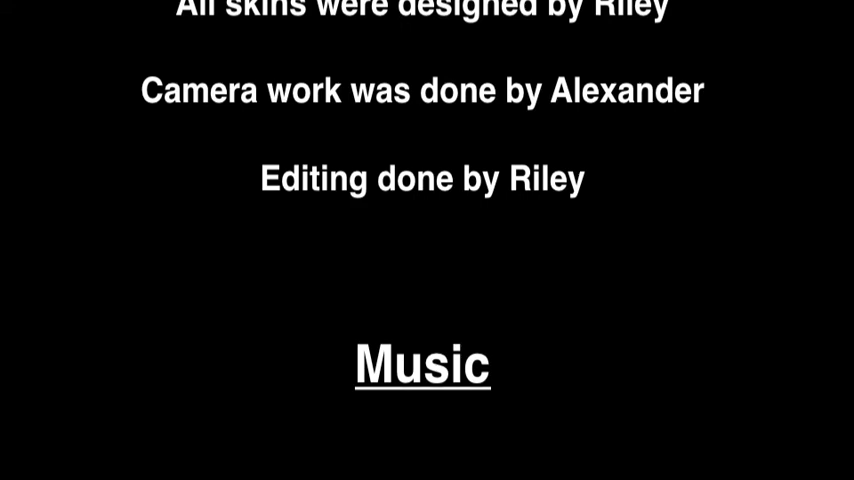 All skins were designed by Riley
Camera work was done by Alexander
Editing done by Riley
Music